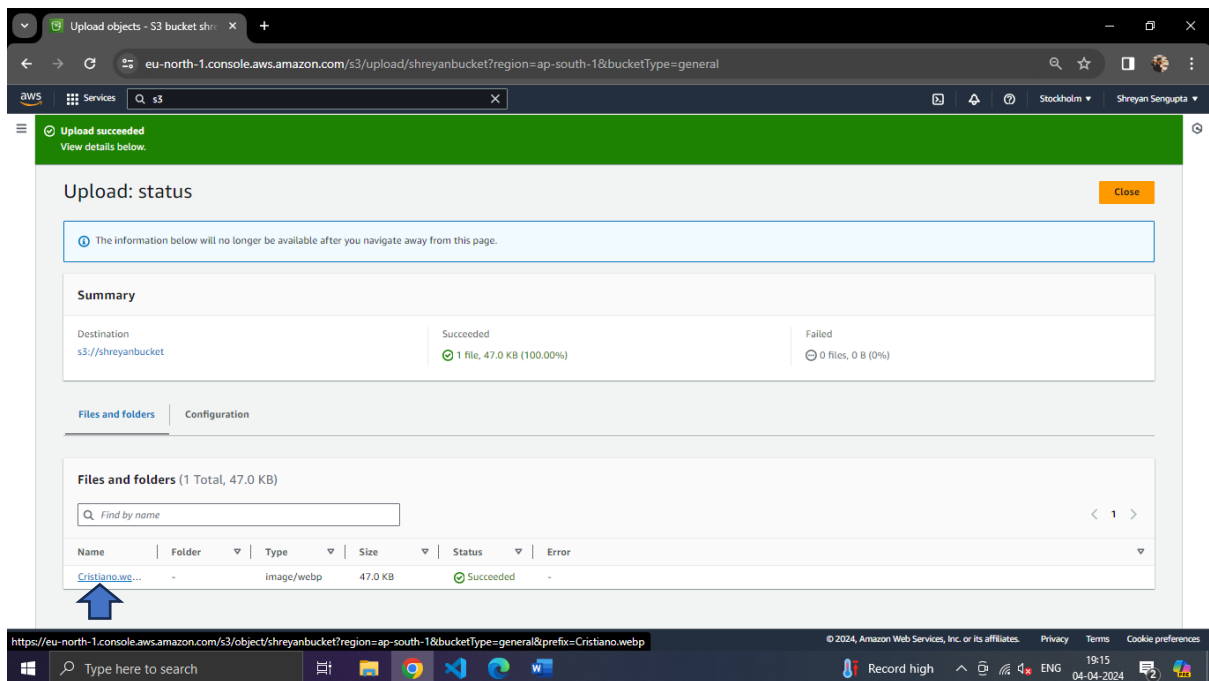 Upload objects - S3 bucket shre
eu-north-1.console.aws.amazon.com/s3/upload/shreyanbucket?region=ap-south-1&bucketType=general
aws Services s3 Stockholm Shreyan Sengupta
Upload succeeded
View details below.
Upload: status Close
The information below will no longer be available after you navigate away from this page.
Summary
Destination Succeeded Failed
s3://shreyanbucket 1 file, 47.0 KB (100.00%) 0 files, 0 B (0%)
Files and folders Configuration
Files and folders (1 Total, 47.0 KB)
Find by name 1
Name Folder Type Size Status Error
Cristiano.we... - image/webp 47.0 KB Succeeded -
https://eu-north-1.console.aws.amazon.com/s3/object/shreyanbucket?region=ap-south-1&bucketType=general&prefix=Cristiano.webp © 2024, Amazon Web Services, Inc. or its affiliates. Privacy Terms Cookie preferences
Type here to search Record high ENG 19:15
04-04-2024 2